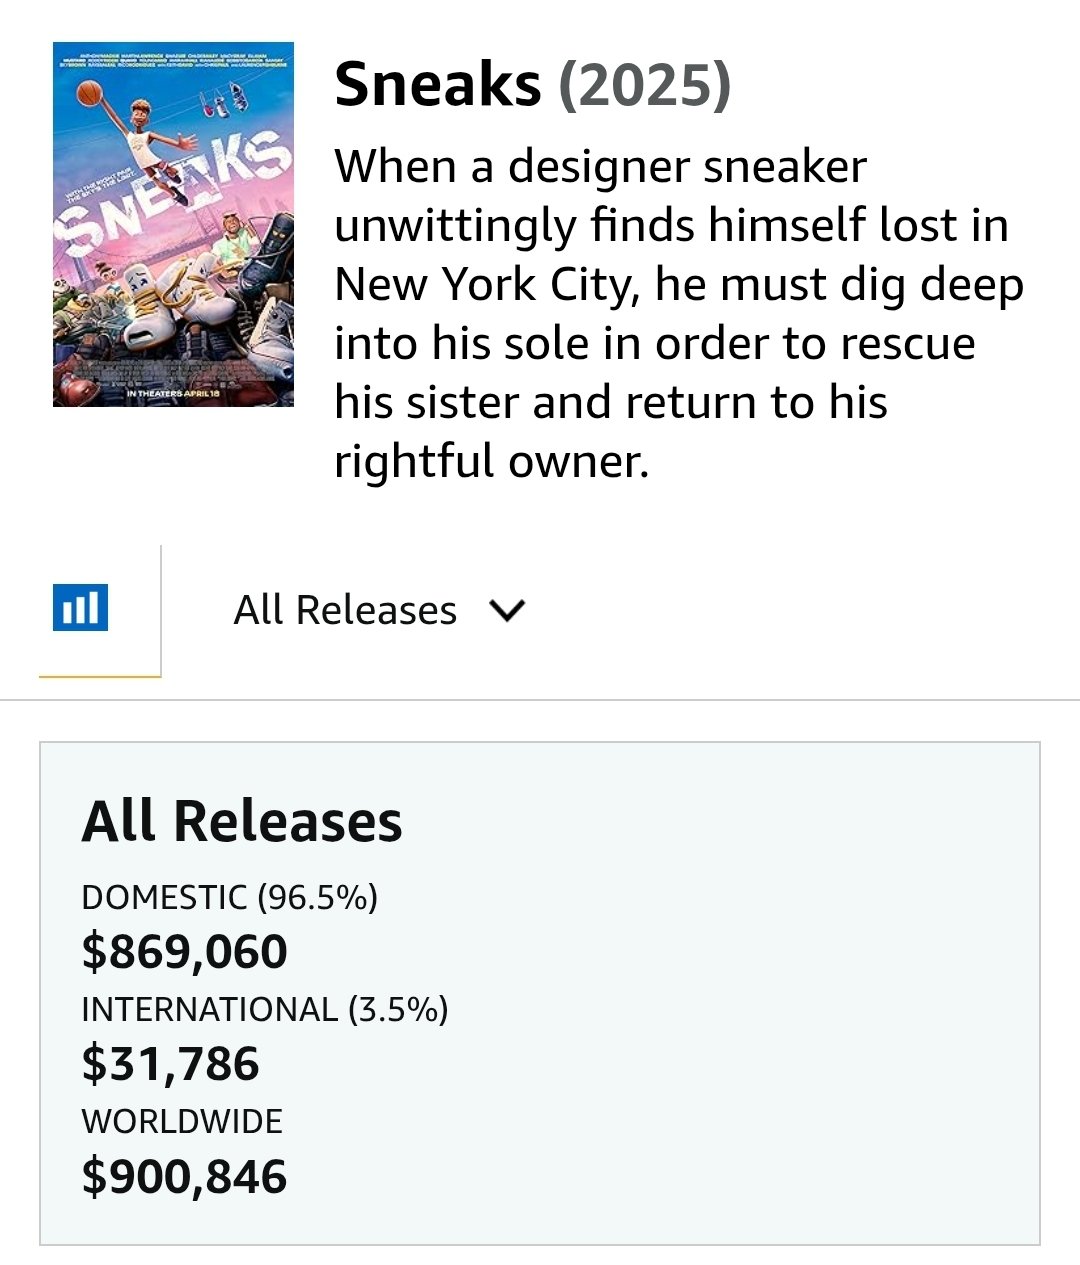 WITH THE RIGHT PAIR
THE SKY'S THE LIMIT.
SNEAKS
IN THEATERS APRIL 18
Sneaks (2025)
When a designer sneaker
unwittingly finds himself lost in
New York City, he must dig deep
into his sole in order to rescue
his sister and return to his
rightful owner.
All Releases
All Releases
DOMESTIC (96.5%)
$869,060
INTERNATIONAL (3.5%)
$31,786
WORLDWIDE
$900,846